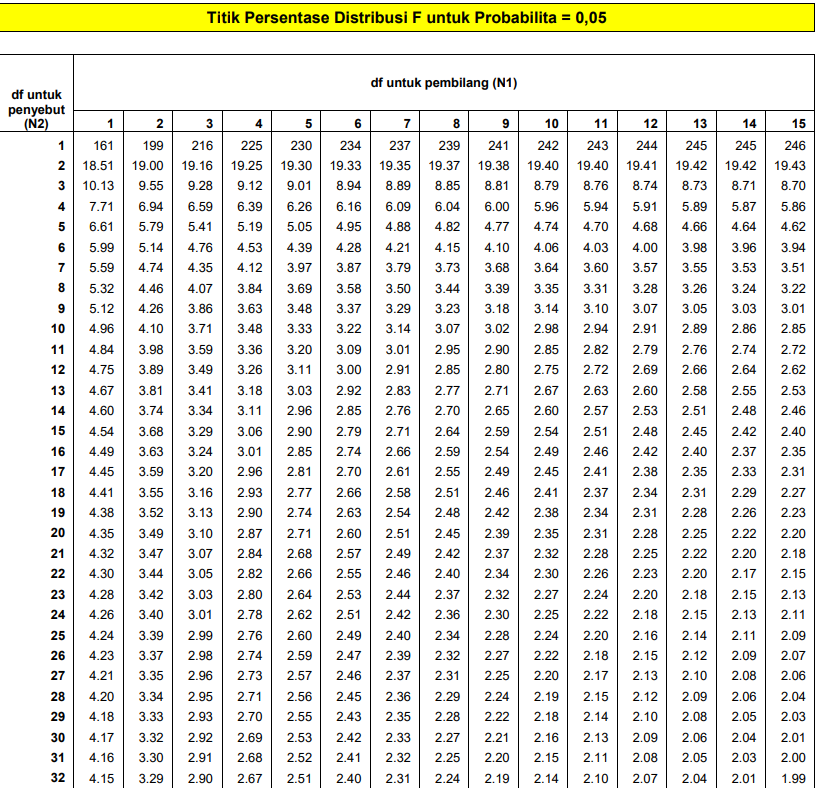 Titik Persentase Distribusi F untuk Probabilita = 0,05
df untuk pembilang (N1)
df untuk
penyebut
(N2)
1 2 3 4 5 6 7 8 9 10 11 12 13 14 15
1 161 199 216 225 230 234 237 239 241 242 243 244 245 245 246
2 18.51 19.00 19.16 19.25 19.30 19.33 19.35 19.37 19.38 19.40 19.40 19.41 19.42 19.42 19.43
3 10.13 9.55 9.28 9.12 9.01 8.94 8.89 8.85 8.81 8.79 8.76 8.74 8.73 8.71 8.70
4 7.71 6.94 6.59 6.39 6.26 6.16 6.09 6.04 6.00 5.96 5.94 5.91 5.89 5.87 5.86
5 6.61 5.79 5.41 5.19 5.05 4.95 4.88 4.82 4.77 4.74 4.70 4.68 4.66 4.64 4.62
6 5.99 5.14 4.76 4.53 4.39 4.28 4.21 4.15 4.10 4.06 4.03 4.00 3.98 3.96 3.94
7 5.59 4.74 4.35 4.12 3.97 3.87 3.79 3.73 3.68 3.64 3.60 3.57 3.55 3.53 3.51
8 5.32 4.46 4.07 3.84 3.69 3.58 3.50 3.44 3.39 3.35 3.31 3.28 3.26 3.24 3.22
9 5.12 4.26 3.86 3.63 3.48 3.37 3.29 3.23 3.18 3.14 3.10 3.07 3.05 3.03 3.01
10 4.96 4.10 3.71 3.48 3.33 3.22 3.14 3.07 3.02 2.98 2.94 2.91 2.89 2.86 2.85
11 4.84 3.98 3.59 3.36 3.20 3.09 3.01 2.95 2.90 2.85 2.82 2.79 2.76 2.74 2.72
12 4.75 3.89 3.49 3.26 3.11 3.00 2.91 2.85 2.80 2.75 2.72 2.69 2.66 2.64 2.62
13 4.67 3.81 3.41 3.18 3.03 2.92 2.83 2.77 2.71 2.67 2.63 2.60 2.58 2.55 2.53
14 4.60 3.74 3.34 3.11 2.96 2.85 2.76 2.70 2.65 2.60 2.57 2.53 2.51 2.48 2.46
15 4.54 3.68 3.29 3.06 2.90 2.79 2.71 2.64 2.59 2.54 2.51 2.48 2.45 2.42 2.40
16 4.49 3.63 3.24 3.01 2.85 2.74 2.66 2.59 2.54 2.49 2.46 2.42 2.40 2.37 2.35
17 4.45 3.59 3.20 2.96 2.81 2.70 2.61 2.55 2.49 2.45 2.41 2.38 2.35 2.33 2.31
18 4.41 3.55 3.16 2.93 2.77 2.66 2.58 2.51 2.46 2.41 2.37 2.34 2.31 2.29 2.27
19 4.38 3.52 3.13 2.90 2.74 2.63 2.54 2.48 2.42 2.38 2.34 2.31 2.28 2.26 2.23
20 4.35 3.49 3.10 2.87 2.71 2.60 2.51 2.45 2.39 2.35 2.31 2.28 2.25 2.22 2.20
21 4.32 3.47 3.07 2.84 2.68 2.57 2.49 2.42 2.37 2.32 2.28 2.25 2.22 2.20 2.18
22 4.30 3.44 3.05 2.82 2.66 2.55 2.46 2.40 2.34 2.30 2.26 2.23 2.20 2.17 2.15
23 4.28 3.42 3.03 2.80 2.64 2.53 2.44 2.37 2.32 2.27 2.24 2.20 2.18 2.15 2.13
24 4.26 3.40 3.01 2.78 2.62 2.51 2.42 2.36 2.30 2.25 2.22 2.18 2.15 2.13 2.11
25 4.24 3.39 2.99 2.76 2.60 2.49 2.40 2.34 2.28 2.24 2.20 2.16 2.14 2.11 2.09
26 4.23 3.37 2.98 2.74 2.59 2.47 2.39 2.32 2.27 2.22 2.18 2.15 2.12 2.09 2.07
27 4.21 3.35 2.96 2.73 2.57 2.46 2.37 2.31 2.25 2.20 2.17 2.13 2.10 2.08 2.06
28 4.20 3.34 2.95 2.71 2.56 2.45 2.36 2.29 2.24 2.19 2.15 2.12 2.09 2.06 2.04
29 4.18 3.33 2.93 2.70 2.55 2.43 2.35 2.28 2.22 2.18 2.14 2.10 2.08 2.05 2.03
30 4.17 3.32 2.92 2.69 2.53 2.42 2.33 2.27 2.21 2.16 2.13 2.09 2.06 2.04 2.01
31 4.16 3.30 2.91 2.68 2.52 2.41 2.32 2.25 2.20 2.15 2.11 2.08 2.05 2.03 2.00
32 4.15 3.29 2.90 2.67 2.51 2.40 2.31 2.24 2.19 2.14 2.10 2.07 2.04 2.01 1.99